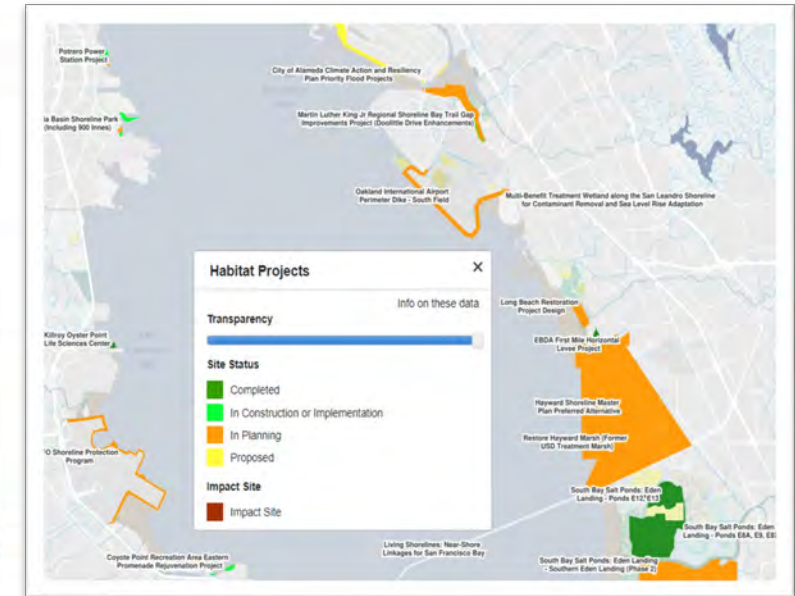 Potrero Power
Station Project
City of Alameda Climate Action and Resiliency
Plan Priority Flood Projects
ia Basin Shoreline Park
(Including 900 Innes)
Martin Luther King Jr Regional Shoreline Bay Trail Gap
Improvements Project (Doolittle Drive Enhancements)
Oakland International Airport
Perimeter Dike - South Field
Multi-Benefit Treatment Wetland along the San Leandro Shoreline
for Contaminant Removal and Sea Level Rise Adaptation
Habitat Projects
×
Info on these data
Transparency
Site Status
Completed
In Construction or Implementation
In Planning
Proposed
Impact Site
Impact Site
Long Beach Restoration
Project Design
EBDA First Mile Horizontal
Levee Project
Kilroy Oyster Point
Life Sciences Center
Hayward Shoreline Master
Plan Preferred Alternative
Restore Hayward Marsh (Former
USD Treatment Marsh)
FO Shoreline Protection
Program
South Bay Salt Ponds: Eden
Landing - Ponds E12, E13
South Bay Salt Ponds: Eden
Landing - Ponds E8A, E9, E8
Living Shorelines: Near-Shore
Linkages for San Francisco Bay
Coyote Point Recreation Area Eastern
Promenade Rejuvenation Project
South Bay Salt Ponds: Eden Landing
- Southern Eden Landing (Phase 2)